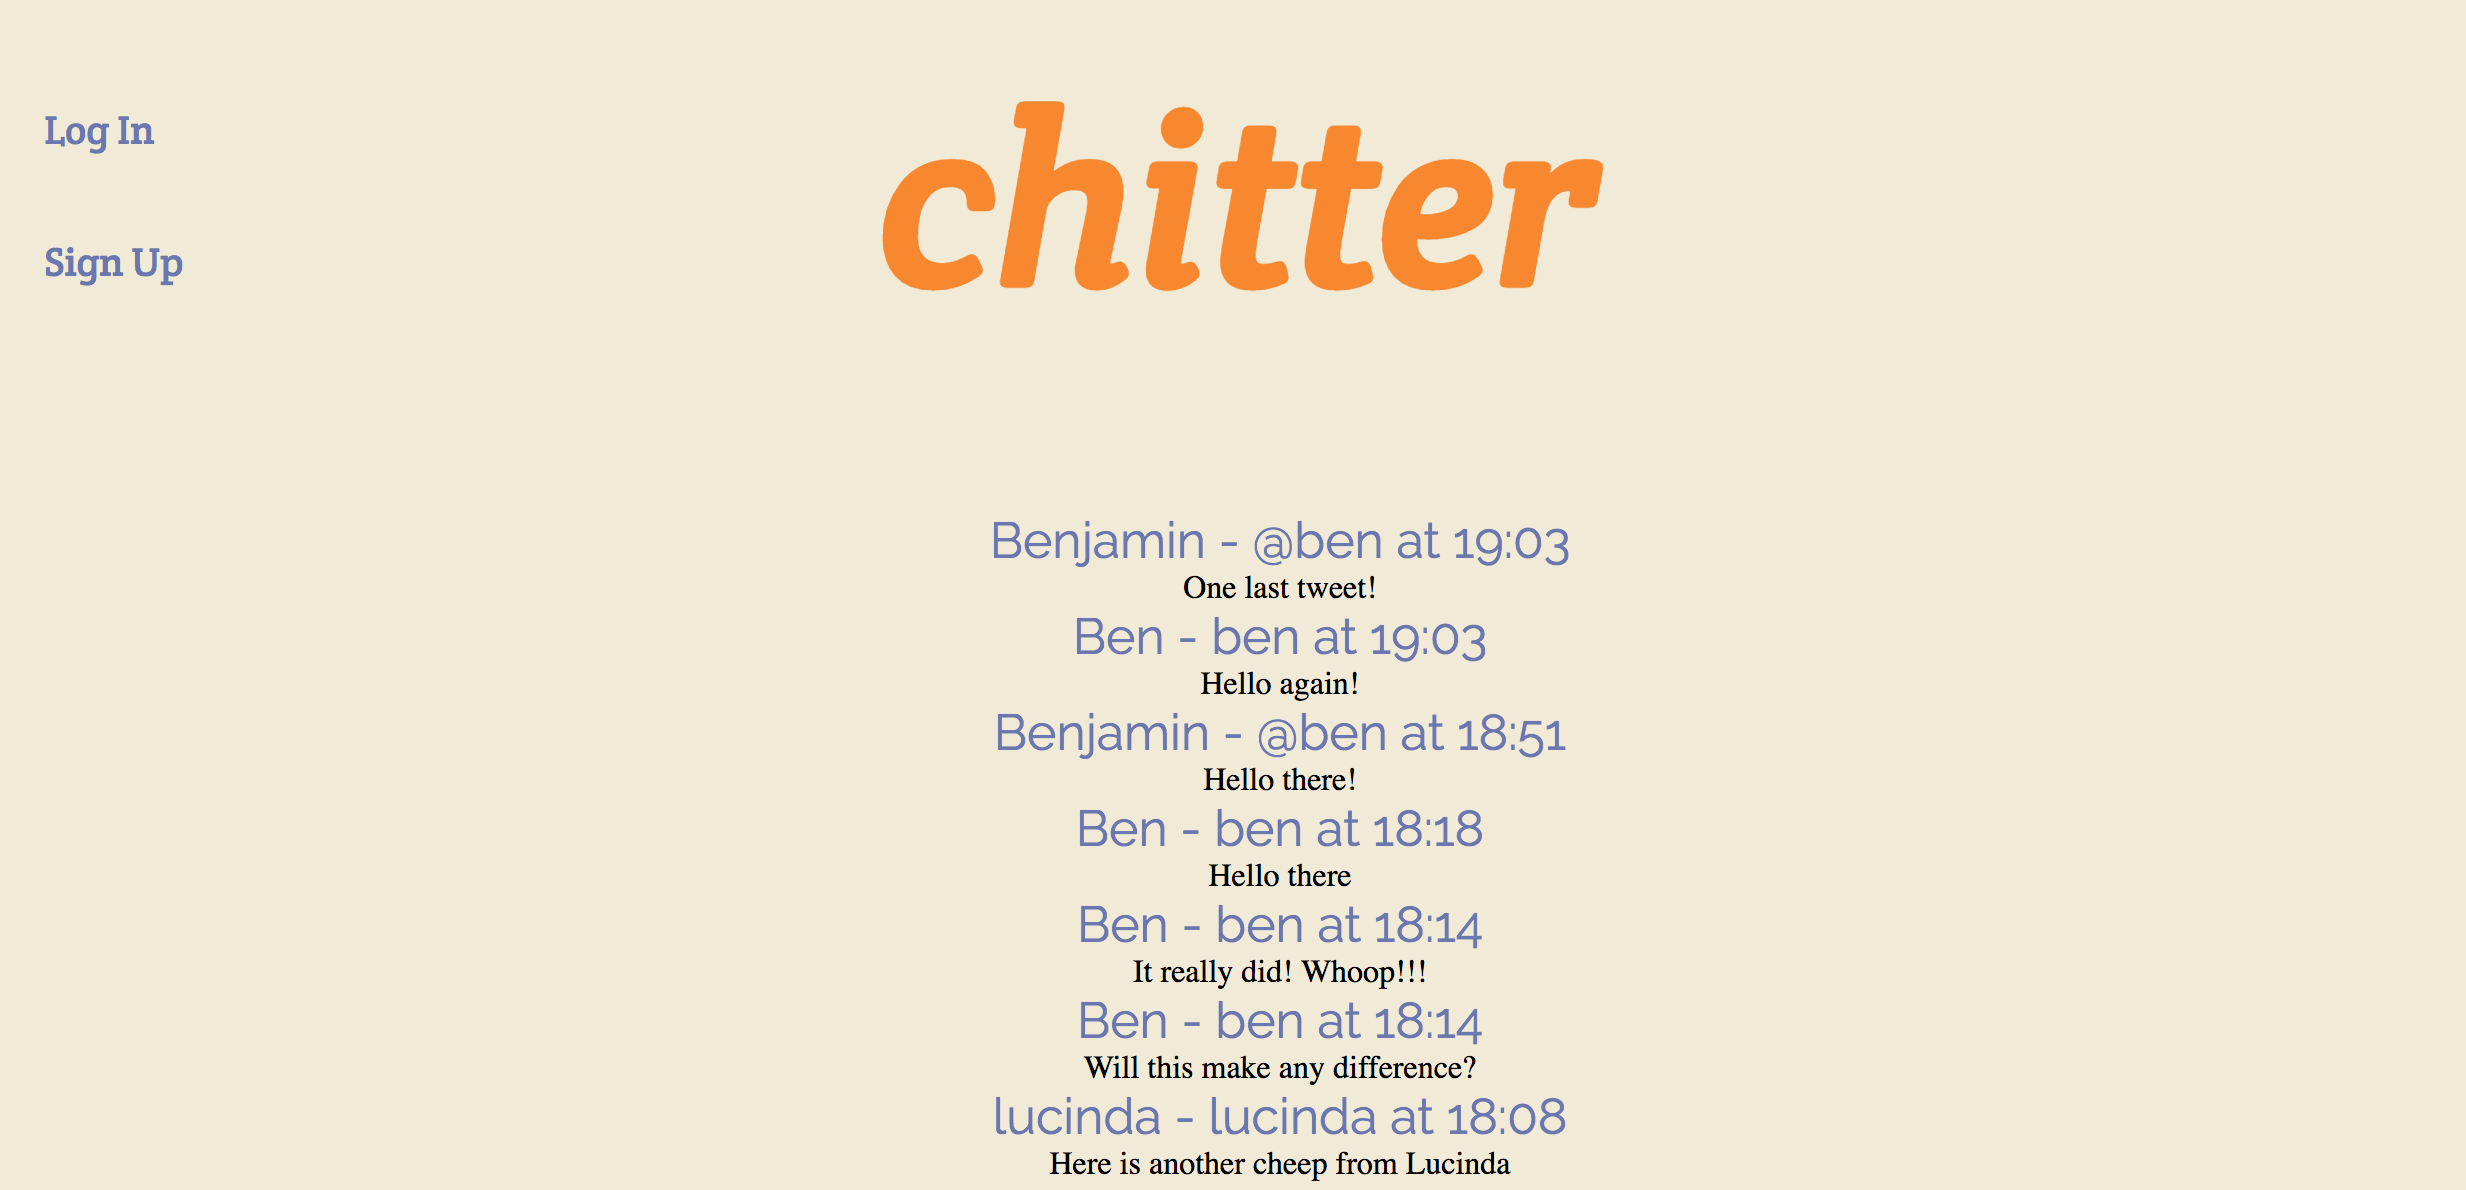 Log In
chitter
Sign Up
Benjamin - @ben at 19:03
One last tweet!
Ben - ben at 19:03
Hello again!
Benjamin - @ben at 18:51
Hello there!
Ben - ben at 18:18
Hello there
Ben - ben at 18:14
It really did! Whoop!!!
Ben - ben at 18:14
Will this make any difference?
lucinda - lucinda at 18:08
Here is another cheep from Lucinda